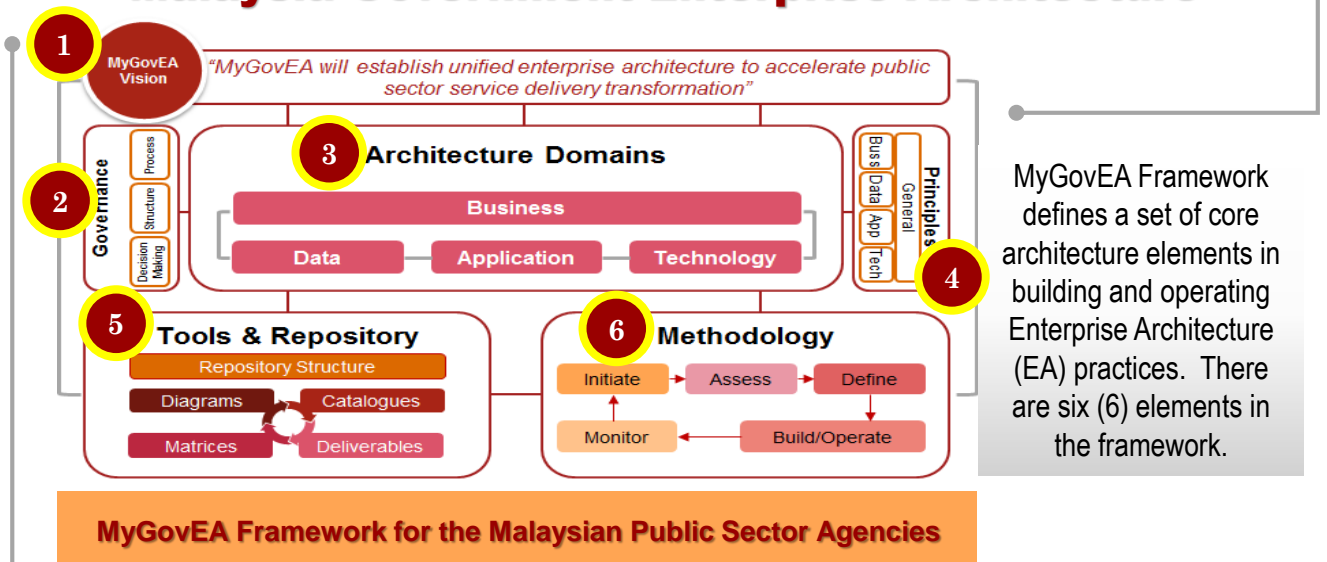 Malaysia Government Enterprise Architecture
1
MyGovEA
Vision
"MyGovEA will establish unified enterprise architecture to accelerate public
sector service delivery transformation"
2
Governance
Process
Structure
Decision
Making
3
Architecture Domains
Business
Data
Application
Technology
Buss
Data
App
Tech
General
Principles
4
5
Tools & Repository
Repository Structure
Diagrams
Catalogues
Matrices
Deliverables
6
Methodology
Initiate
Assess
Define
Monitor
Build/Operate
MyGovEA Framework
defines a set of core
architecture elements in
building and operating
Enterprise Architecture
(EA) practices. There
are six (6) elements in
the framework.
MyGovEA Framework for the Malaysian Public Sector Agencies